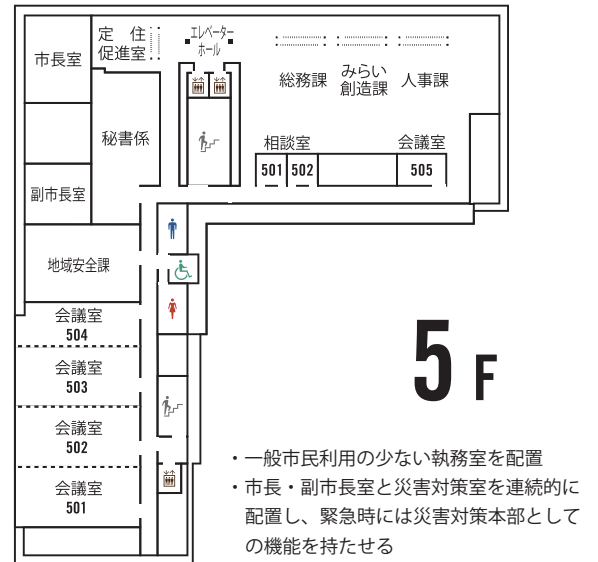 定 住
促進室
エレベーター
ホール
市長室
総務課
みらい
創造課
人事課
秘書係
相談室
会議室
501
502
505
副市長室
地域安全課
会議室
504
会議室
503
会議室
502
会議室
501
5F
・一般市民利用の少ない執務室を配置
・市長・副市長室と災害対策室を連続的に
配置し、緊急時には災害対策本部として
の機能を持たせる